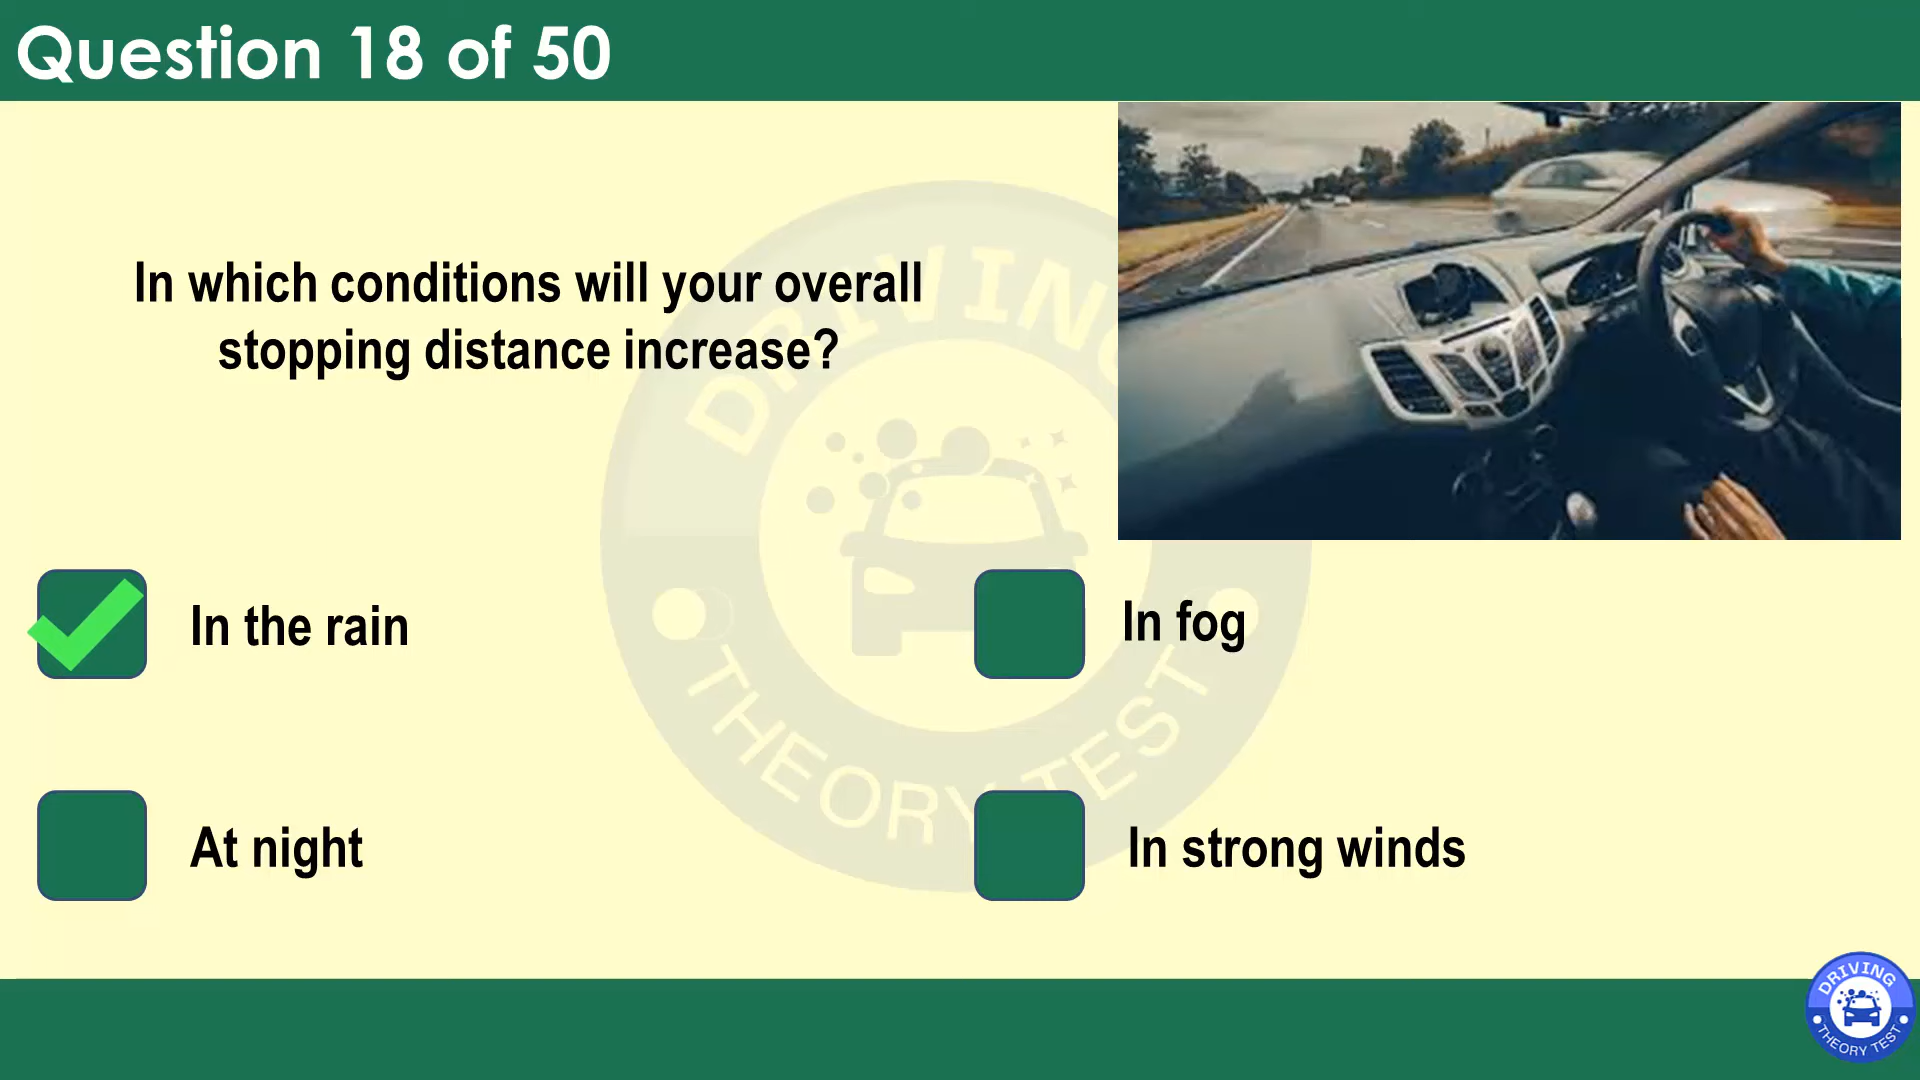 Question 18 of 50
In which conditions will your overall
stopping distance increase?
In the rain
In fog
At night
In strong winds
DRIVING
THEORY TEST
DRIVING
THEORY TEST